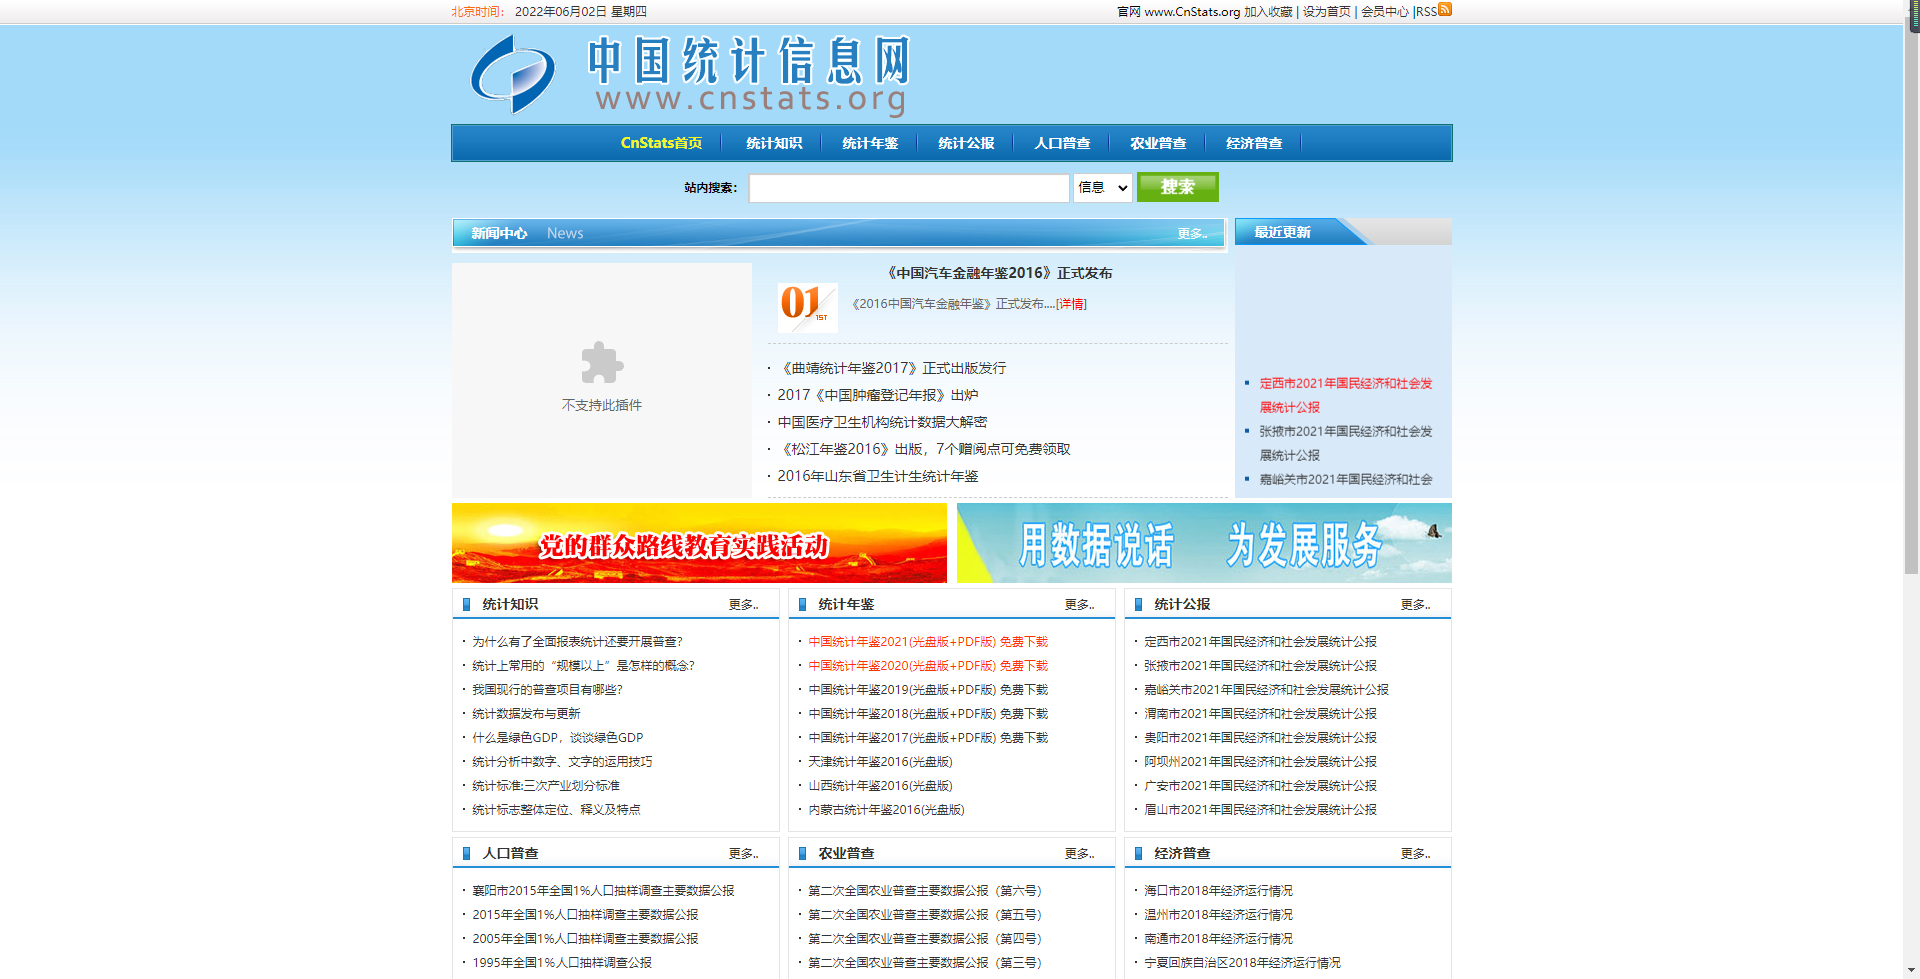 北京时间： 2022年06月02日 星期四
官网 www.CnStats.org 加入收藏 | 设为首页 | 会员中心 |RSS
中国统计信息网
www.cnstats.org
CnStats首页 统计知识 统计年鉴 统计公报 人口普查 农业普查 经济普查
站内搜索： 信息 搜索
新闻中心 News 更多..
《中国汽车金融年鉴2016》正式发布
01 1ST
《2016中国汽车金融年鉴》正式发布....[详情]
不支持此插件
· 《曲靖统计年鉴2017》正式出版发行
· 2017《中国肿瘤登记年报》出炉
· 中国医疗卫生机构统计数据大解密
· 《松江年鉴2016》出版，7个赠阅点可免费领取
· 2016年山东省卫生计生统计年鉴
最近更新
定西市2021年国民经济和社会发
展统计公报
张掖市2021年国民经济和社会发
展统计公报
嘉峪关市2021年国民经济和社会
党的群众路线教育实践活动
用数据说话 为发展服务
统计知识 更多..
· 为什么有了全面报表统计还要开展普查?
· 统计上常用的“规模以上”是怎样的概念?
· 我国现行的普查项目有哪些?
· 统计数据发布与更新
· 什么是绿色GDP，谈谈绿色GDP
· 统计分析中数字、文字的运用技巧
· 统计标准:三次产业划分标准
· 统计标志整体定位、释义及特点
统计年鉴 更多..
· 中国统计年鉴2021(光盘版+PDF版) 免费下载
· 中国统计年鉴2020(光盘版+PDF版) 免费下载
· 中国统计年鉴2019(光盘版+PDF版) 免费下载
· 中国统计年鉴2018(光盘版+PDF版) 免费下载
· 中国统计年鉴2017(光盘版+PDF版) 免费下载
· 天津统计年鉴2016(光盘版)
· 山西统计年鉴2016(光盘版)
· 内蒙古统计年鉴2016(光盘版)
统计公报 更多..
· 定西市2021年国民经济和社会发展统计公报
· 张掖市2021年国民经济和社会发展统计公报
· 嘉峪关市2021年国民经济和社会发展统计公报
· 渭南市2021年国民经济和社会发展统计公报
· 贵阳市2021年国民经济和社会发展统计公报
· 阿坝州2021年国民经济和社会发展统计公报
· 广安市2021年国民经济和社会发展统计公报
· 眉山市2021年国民经济和社会发展统计公报
人口普查 更多..
· 襄阳市2015年全国1%人口抽样调查主要数据公报
· 2015年全国1%人口抽样调查主要数据公报
· 2005年全国1%人口抽样调查主要数据公报
· 1995年全国1%人口抽样调查公报
农业普查 更多..
· 第二次全国农业普查主要数据公报（第六号）
· 第二次全国农业普查主要数据公报（第五号）
· 第二次全国农业普查主要数据公报（第四号）
· 第二次全国农业普查主要数据公报（第三号）
经济普查 更多..
· 海口市2018年经济运行情况
· 温州市2018年经济运行情况
· 南通市2018年经济运行情况
· 宁夏回族自治区2018年经济运行情况